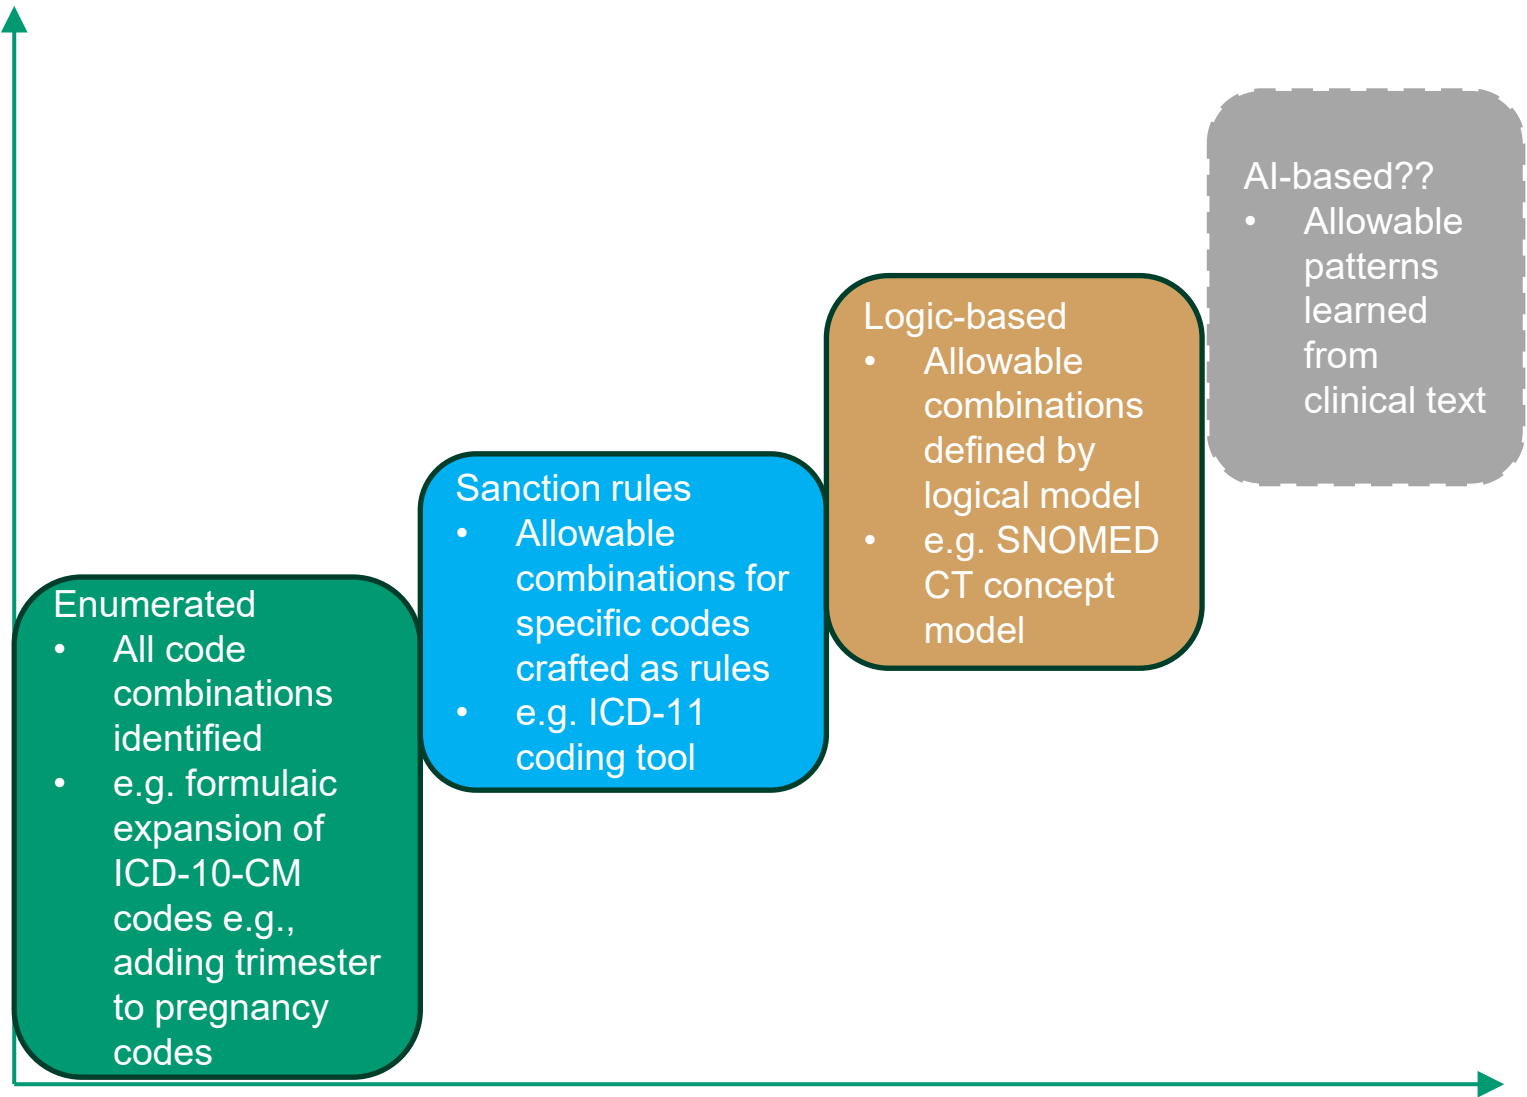 Enumerated
• All code
combinations
identified
• e.g. formulaic
expansion of
ICD-10-CM
codes e.g.,
adding trimester
to pregnancy
codes
Sanction rules
• Allowable
combinations for
specific codes
crafted as rules
• e.g. ICD-11
coding tool
Logic-based
• Allowable
combinations
defined by
logical model
• e.g. SNOMED
CT concept
model
AI-based??
• Allowable
patterns
learned
from
clinical text